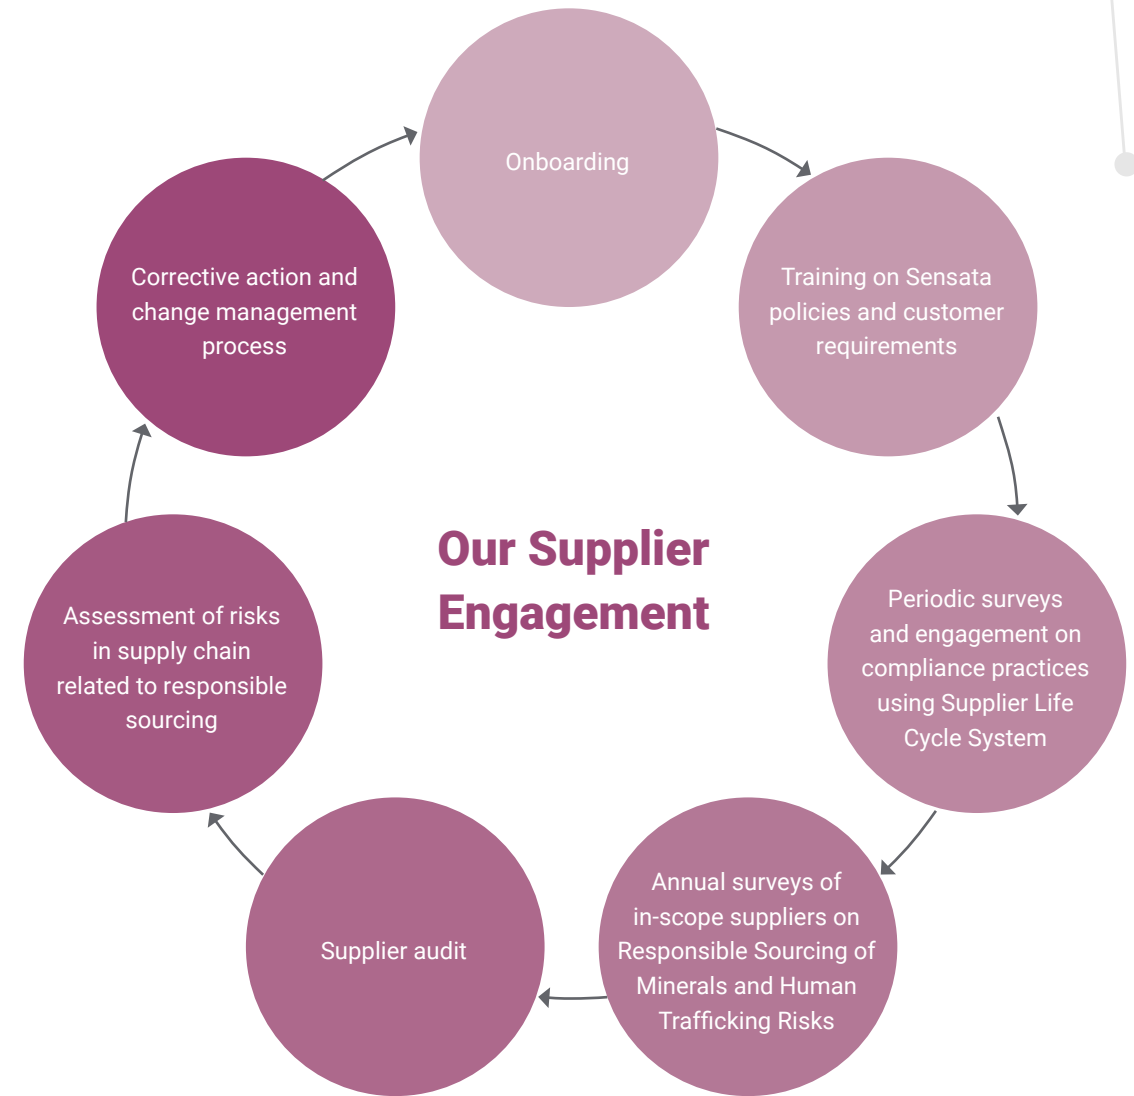 Onboarding
Training on Sensata
policies and customer
requirements
Periodic surveys
and engagement on
compliance practices
using Supplier Life
Cycle System
Annual surveys of
in-scope suppliers on
Responsible Sourcing of
Minerals and Human
Trafficking Risks
Supplier audit
Assessment of risks
in supply chain
related to responsible
sourcing
Corrective action and
change management
process
Our Supplier
Engagement